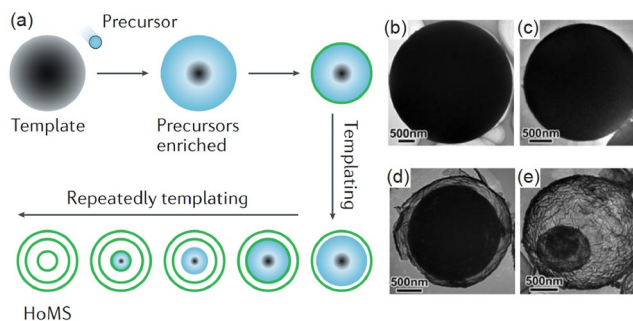 (a)
Precursor
Template
Precursors
enriched
Templating
Repeatedly templating
HoMS
(b)
500nm
(c)
500nm
(d)
500nm
(e)
500nm